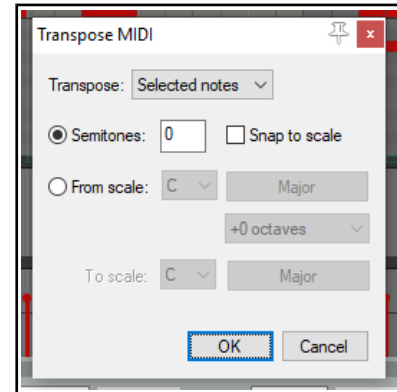 Transpose MIDI
Transpose: Selected notes
Semitones: 0 Snap to scale
From scale: C Major
+0 octaves
To scale: C Major
OK Cancel